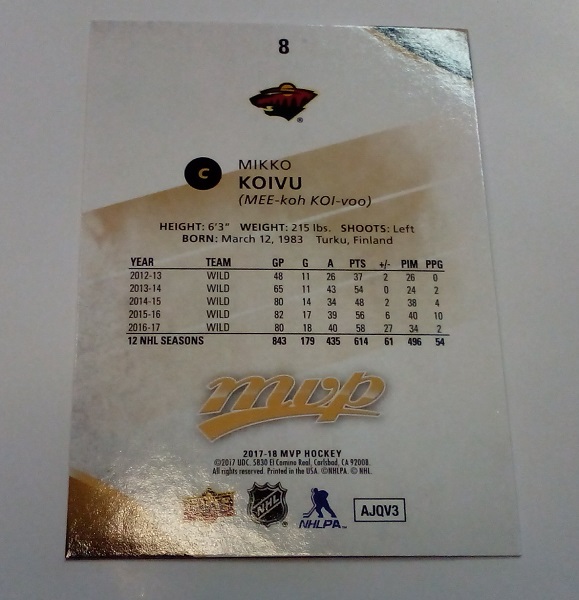 8
®
C
MIKKO
KOIVU
(MEE-koh KOI-voo)
HEIGHT: 6'3" WEIGHT: 215 lbs. SHOOTS: Left
BORN: March 12, 1983 Turku, Finland
YEAR TEAM GP G A PTS +/- PIM PPG
2012-13 WILD 48 11 26 37 2 26 0
2013-14 WILD 65 11 43 54 0 24 2
2014-15 WILD 80 14 34 48 2 38 4
2015-16 WILD 82 17 39 56 6 40 10
2016-17 WILD 80 18 40 58 27 34 2
12 NHL SEASONS 843 179 435 614 61 496 54
mvp
2017-18 MVP HOCKEY
©2017 UDC. 5830 El Camino Real, Carlsbad, CA 92008.
All rights reserved. Printed in the USA. ©NHLPA. © NHL.
NHL
NHLPA
AJQV3